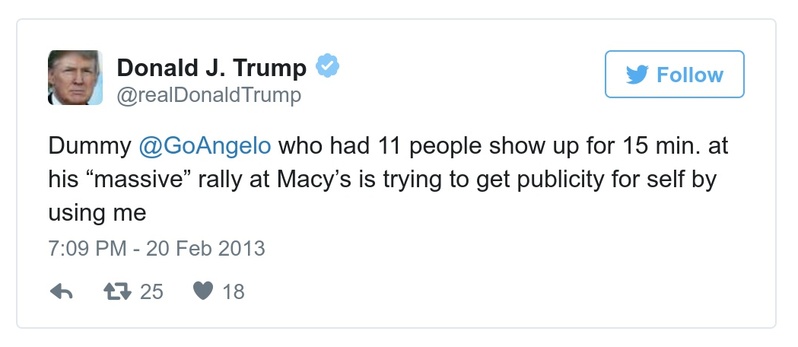 Donald J. Trump
@realDonaldTrump
Follow
Dummy @GoAngelo who had 11 people show up for 15 min. at
his “massive” rally at Macy’s is trying to get publicity for self by
using me
7:09 PM - 20 Feb 2013
25 18